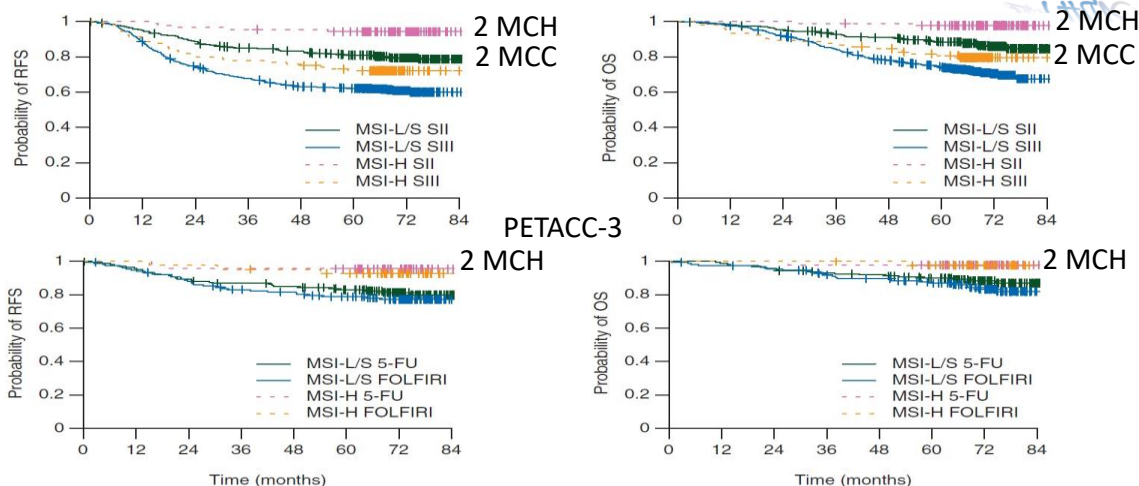 1
0.8
0.6
0.4
0.2
0
Probability of RFS
MSI-L/S SII
MSI-L/S SIII
MSI-H SII
MSI-H SIII
0 12 24 36 48 60 72 84
2 MCH
2 MCC
1
0.8
0.6
0.4
0.2
0
Probability of OS
MSI-L/S SII
MSI-L/S SIII
MSI-H SII
MSI-H SIII
0 12 24 36 48 60 72 84
2 MCH
2 MCC
PETACC-3
1
0.8
0.6
0.4
0.2
0
Probability of RFS
MSI-L/S 5-FU
MSI-L/S FOLFIRI
MSI-H 5-FU
MSI-H FOLFIRI
0 12 24 36 48 60 72 84
Time (months)
2 MCH
1
0.8
0.6
0.4
0.2
0
Probability of OS
MSI-L/S 5-FU
MSI-L/S FOLFIRI
MSI-H 5-FU
MSI-H FOLFIRI
0 12 24 36 48 60 72 84
Time (months)
2 MCH